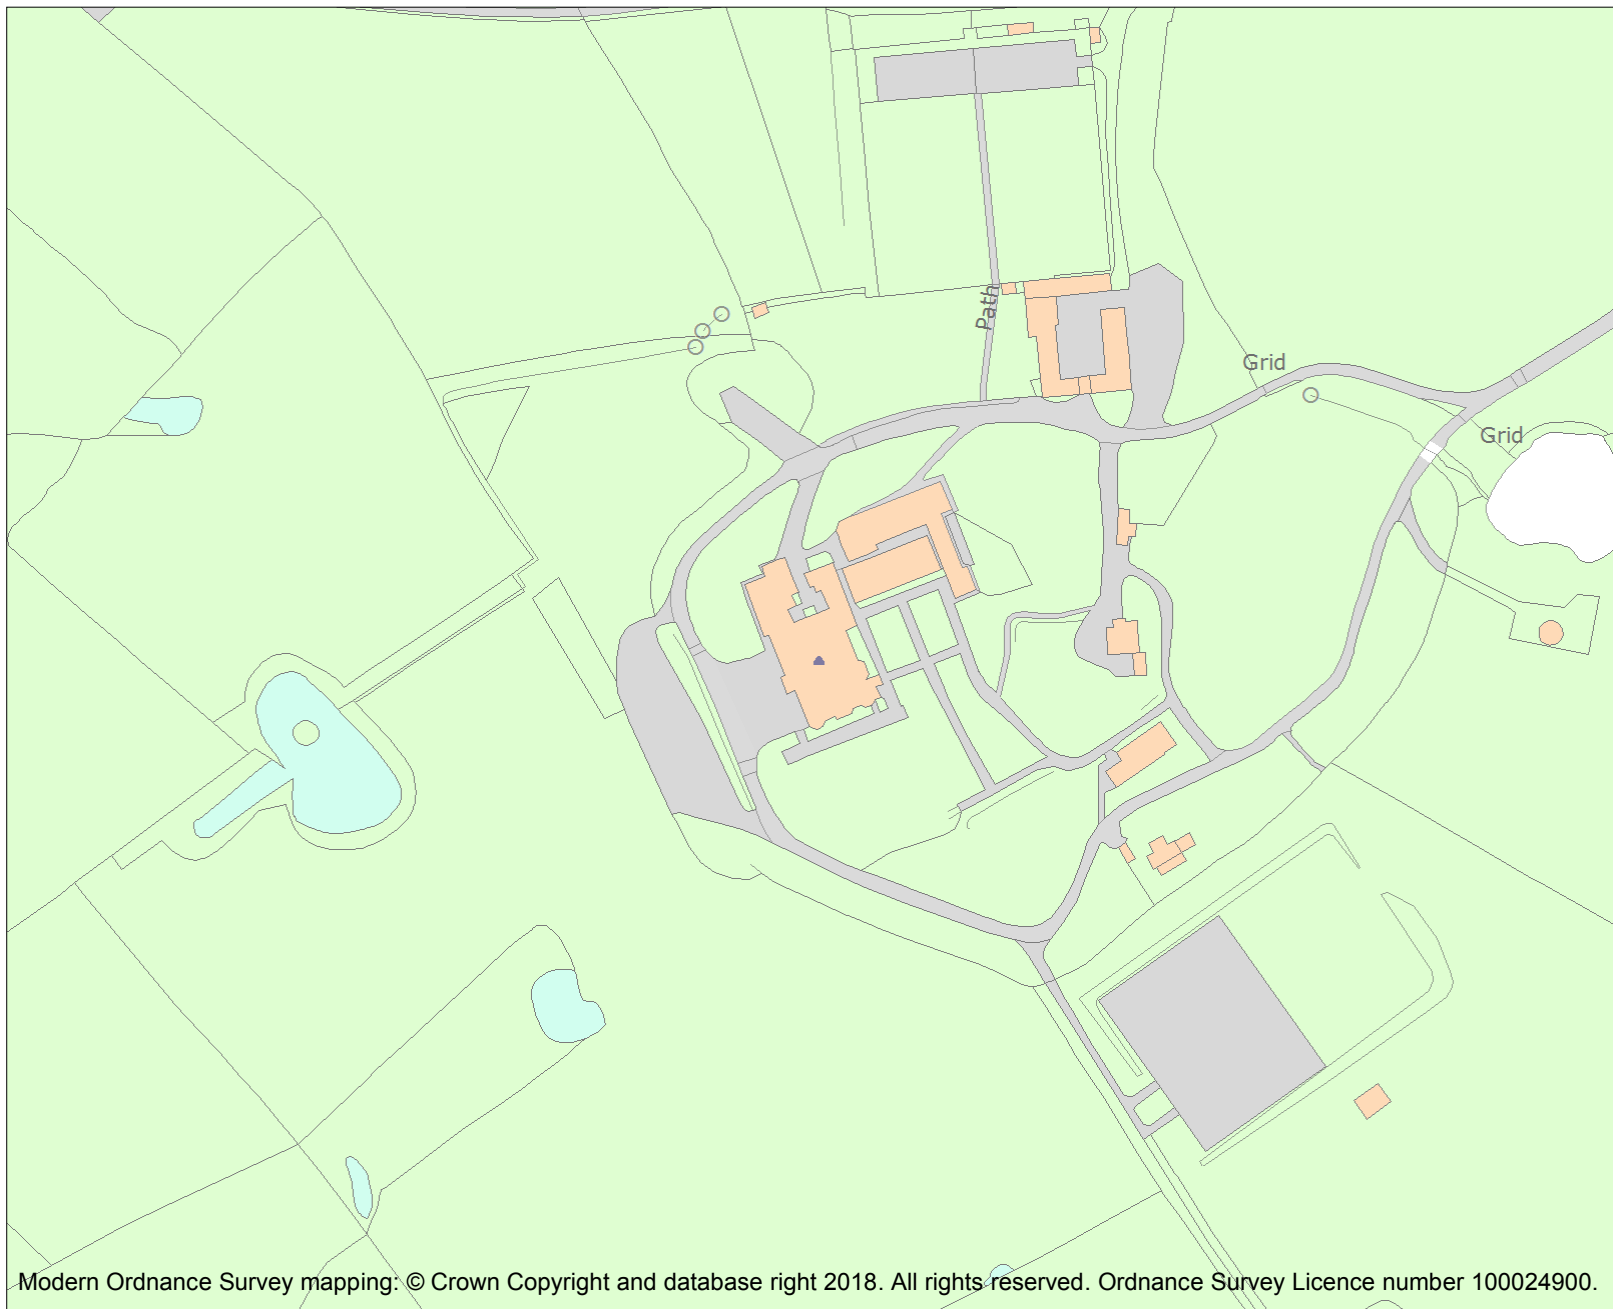 Path
Grid
Grid
Modern Ordnance Survey mapping: © Crown Copyright and database right 2018. All rights reserved. Ordnance Survey Licence number 100024900.